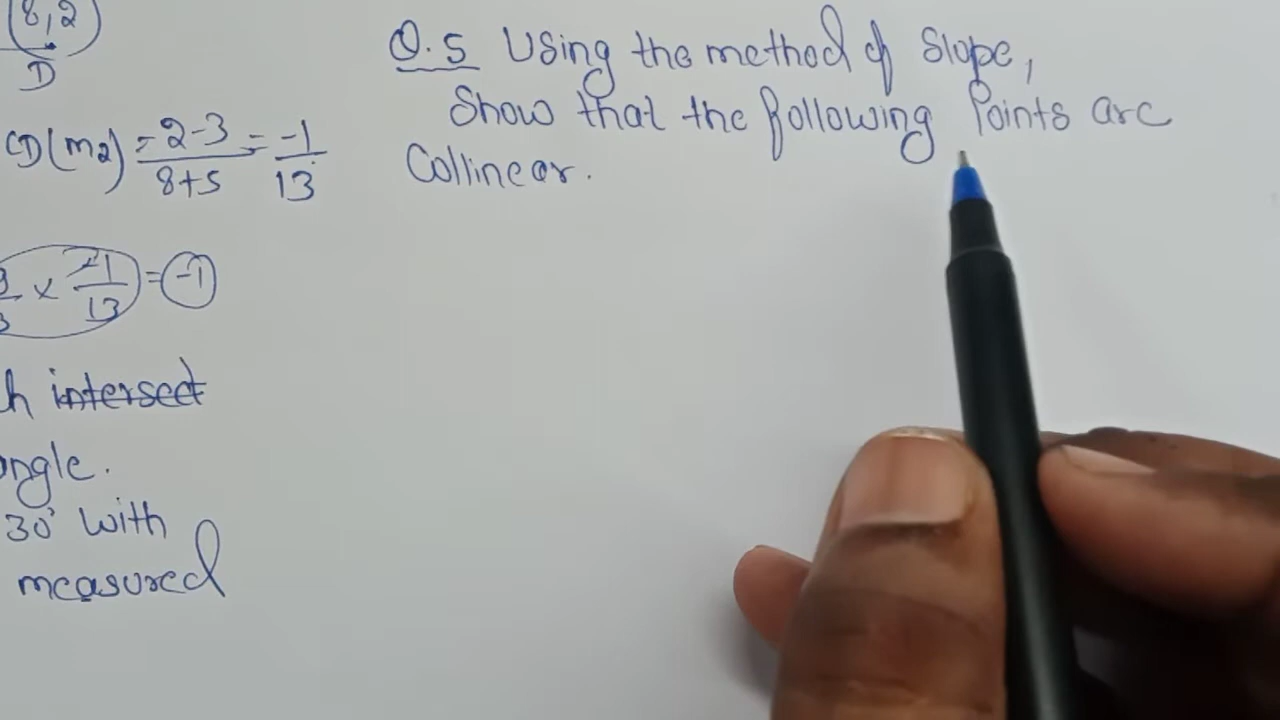 (8,2)
D
CD(m2) = 2-3/8+5 = -1/13
× -1/13 = -1
intersect
ngle.
30° with
measured
Q.5 Using the method of Slope,
Show that the following Points are
Collinear.